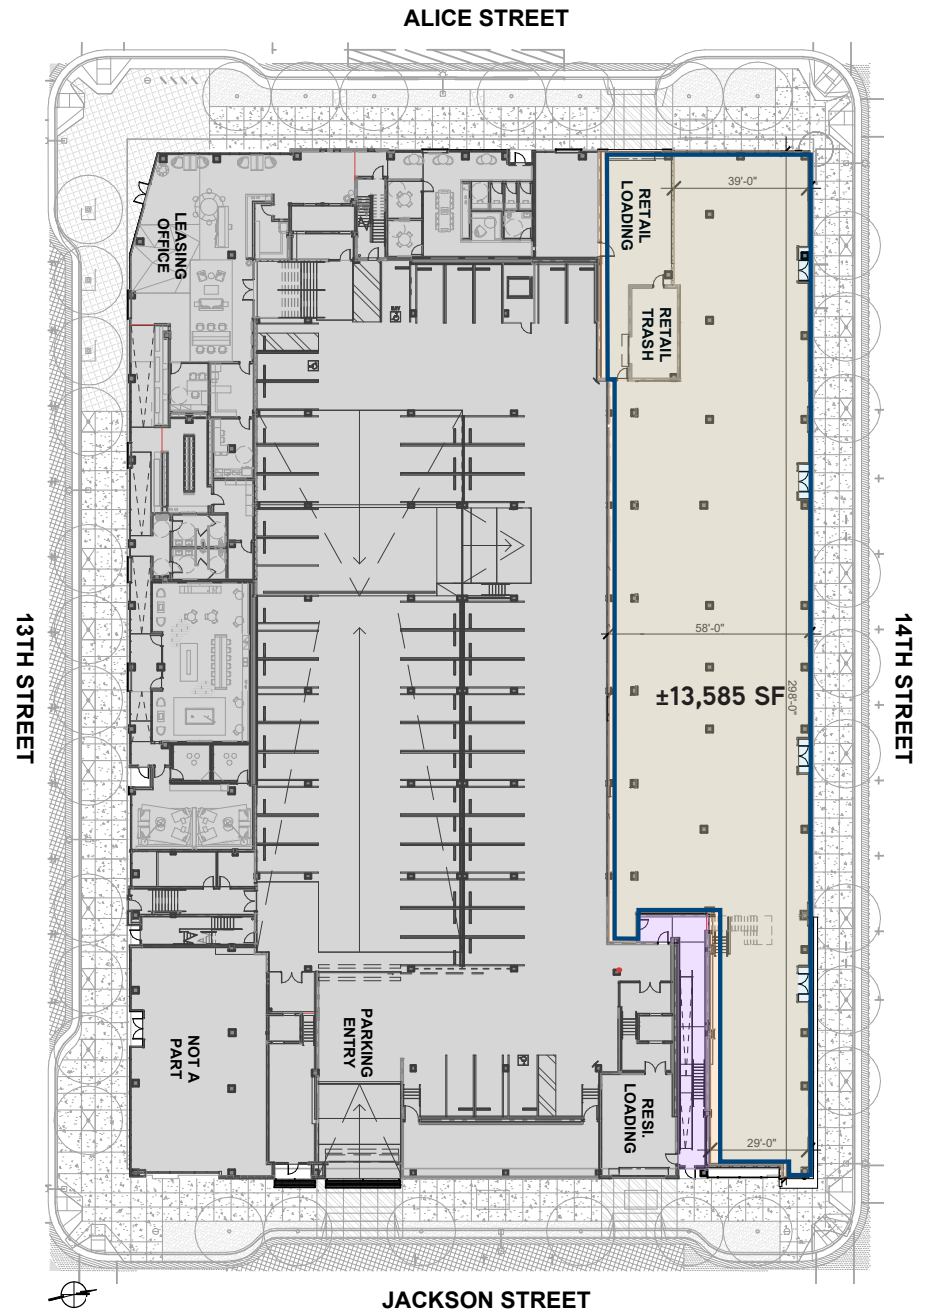 ALICE STREET
39'-0"
RETAIL
LOADING
LEASING
OFFICE
RETAIL
TRASH
13TH STREET
14TH STREET
58'-0"
±13,585 SF
298'-0"
PARKING
ENTRY
NOT A
PART
RESI.
LOADING
29'-0"
JACKSON STREET